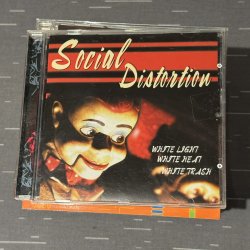 Social
Distortion
WHITE LIGHT
WHITE HEAT
WHITE TRASH